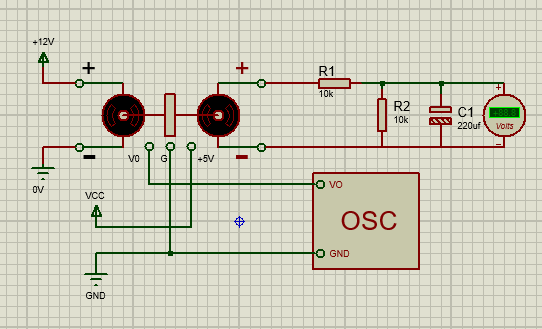 +12V
+
+
R1
10k
R2
10k
C1
220uf
+
Volts
-
-
-
0V
V0
G
+5V
VCC
VO
OSC
GND
GND